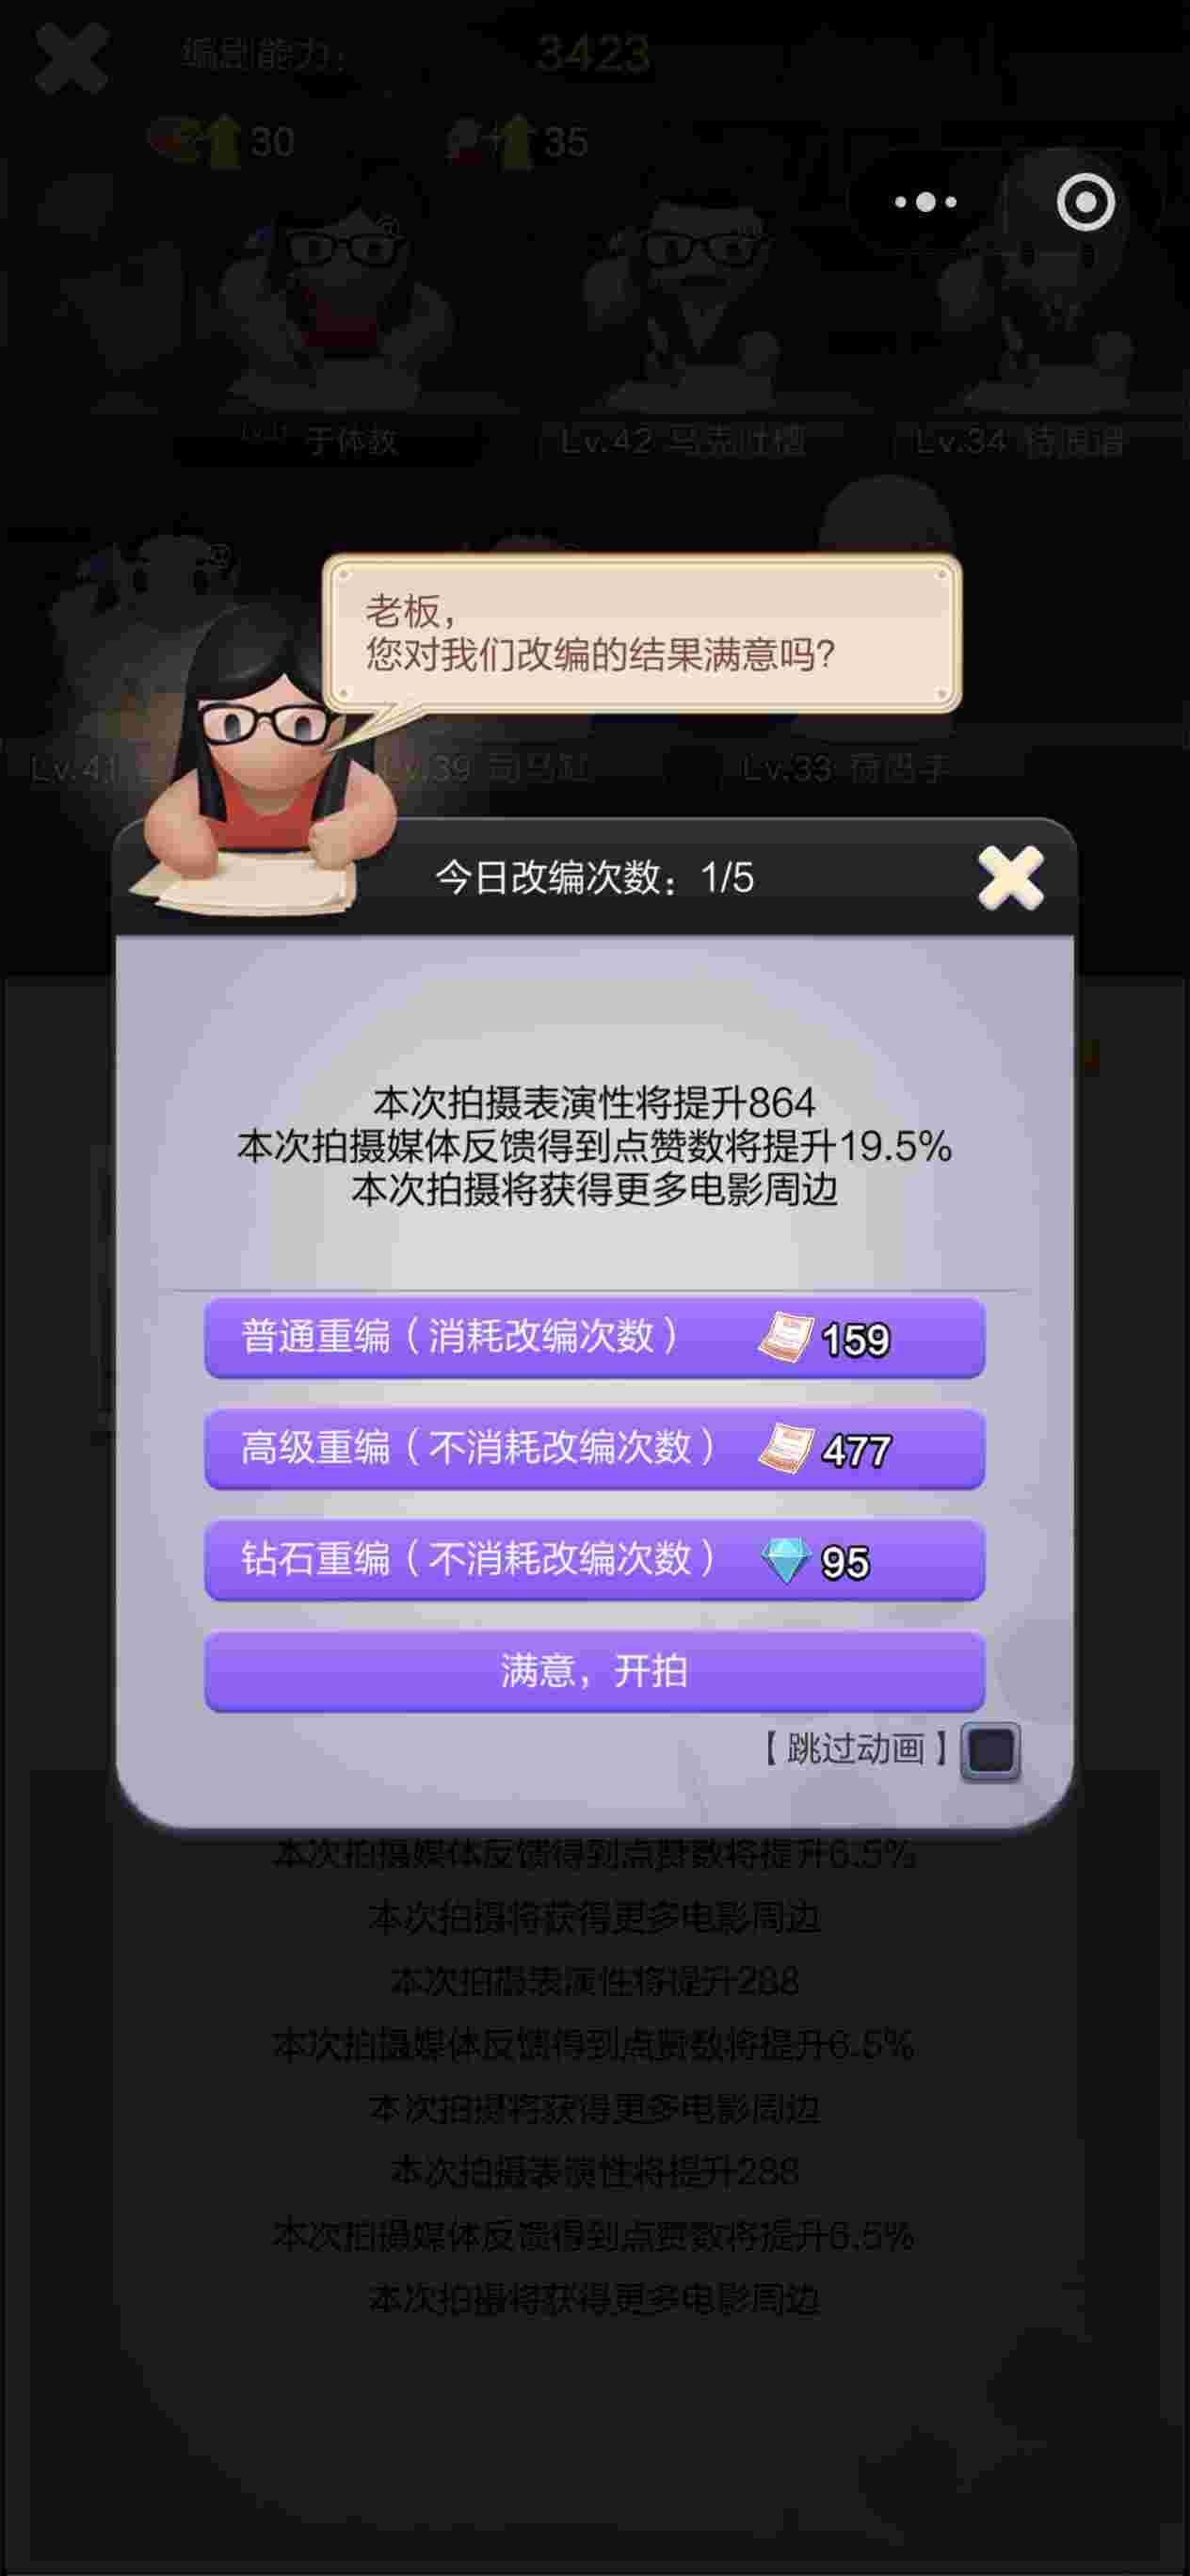 编剧能力：
3423
30
35
于体教
Lv.42 马克吐槽
Lv.34
老板，
您对我们改编的结果满意吗？
Lv.41
Lv.39 司马缸
Lv.33
今日改编次数：1/5
本次拍摄表演性将提升864
本次拍摄媒体反馈得到点赞数将提升19.5%
本次拍摄将获得更多电影周边
普通重编（消耗改编次数） 159
高级重编（不消耗改编次数） 477
钻石重编（不消耗改编次数） 95
满意，开拍
【跳过动画】
本次拍摄媒体反馈得到点赞数将提升6.5%
本次拍摄将获得更多电影周边
本次拍摄表演性将提升288
本次拍摄媒体反馈得到点赞数将提升6.5%
本次拍摄将获得更多电影周边
本次拍摄表演性将提升288
本次拍摄媒体反馈得到点赞数将提升6.5%
本次拍摄将获得更多电影周边